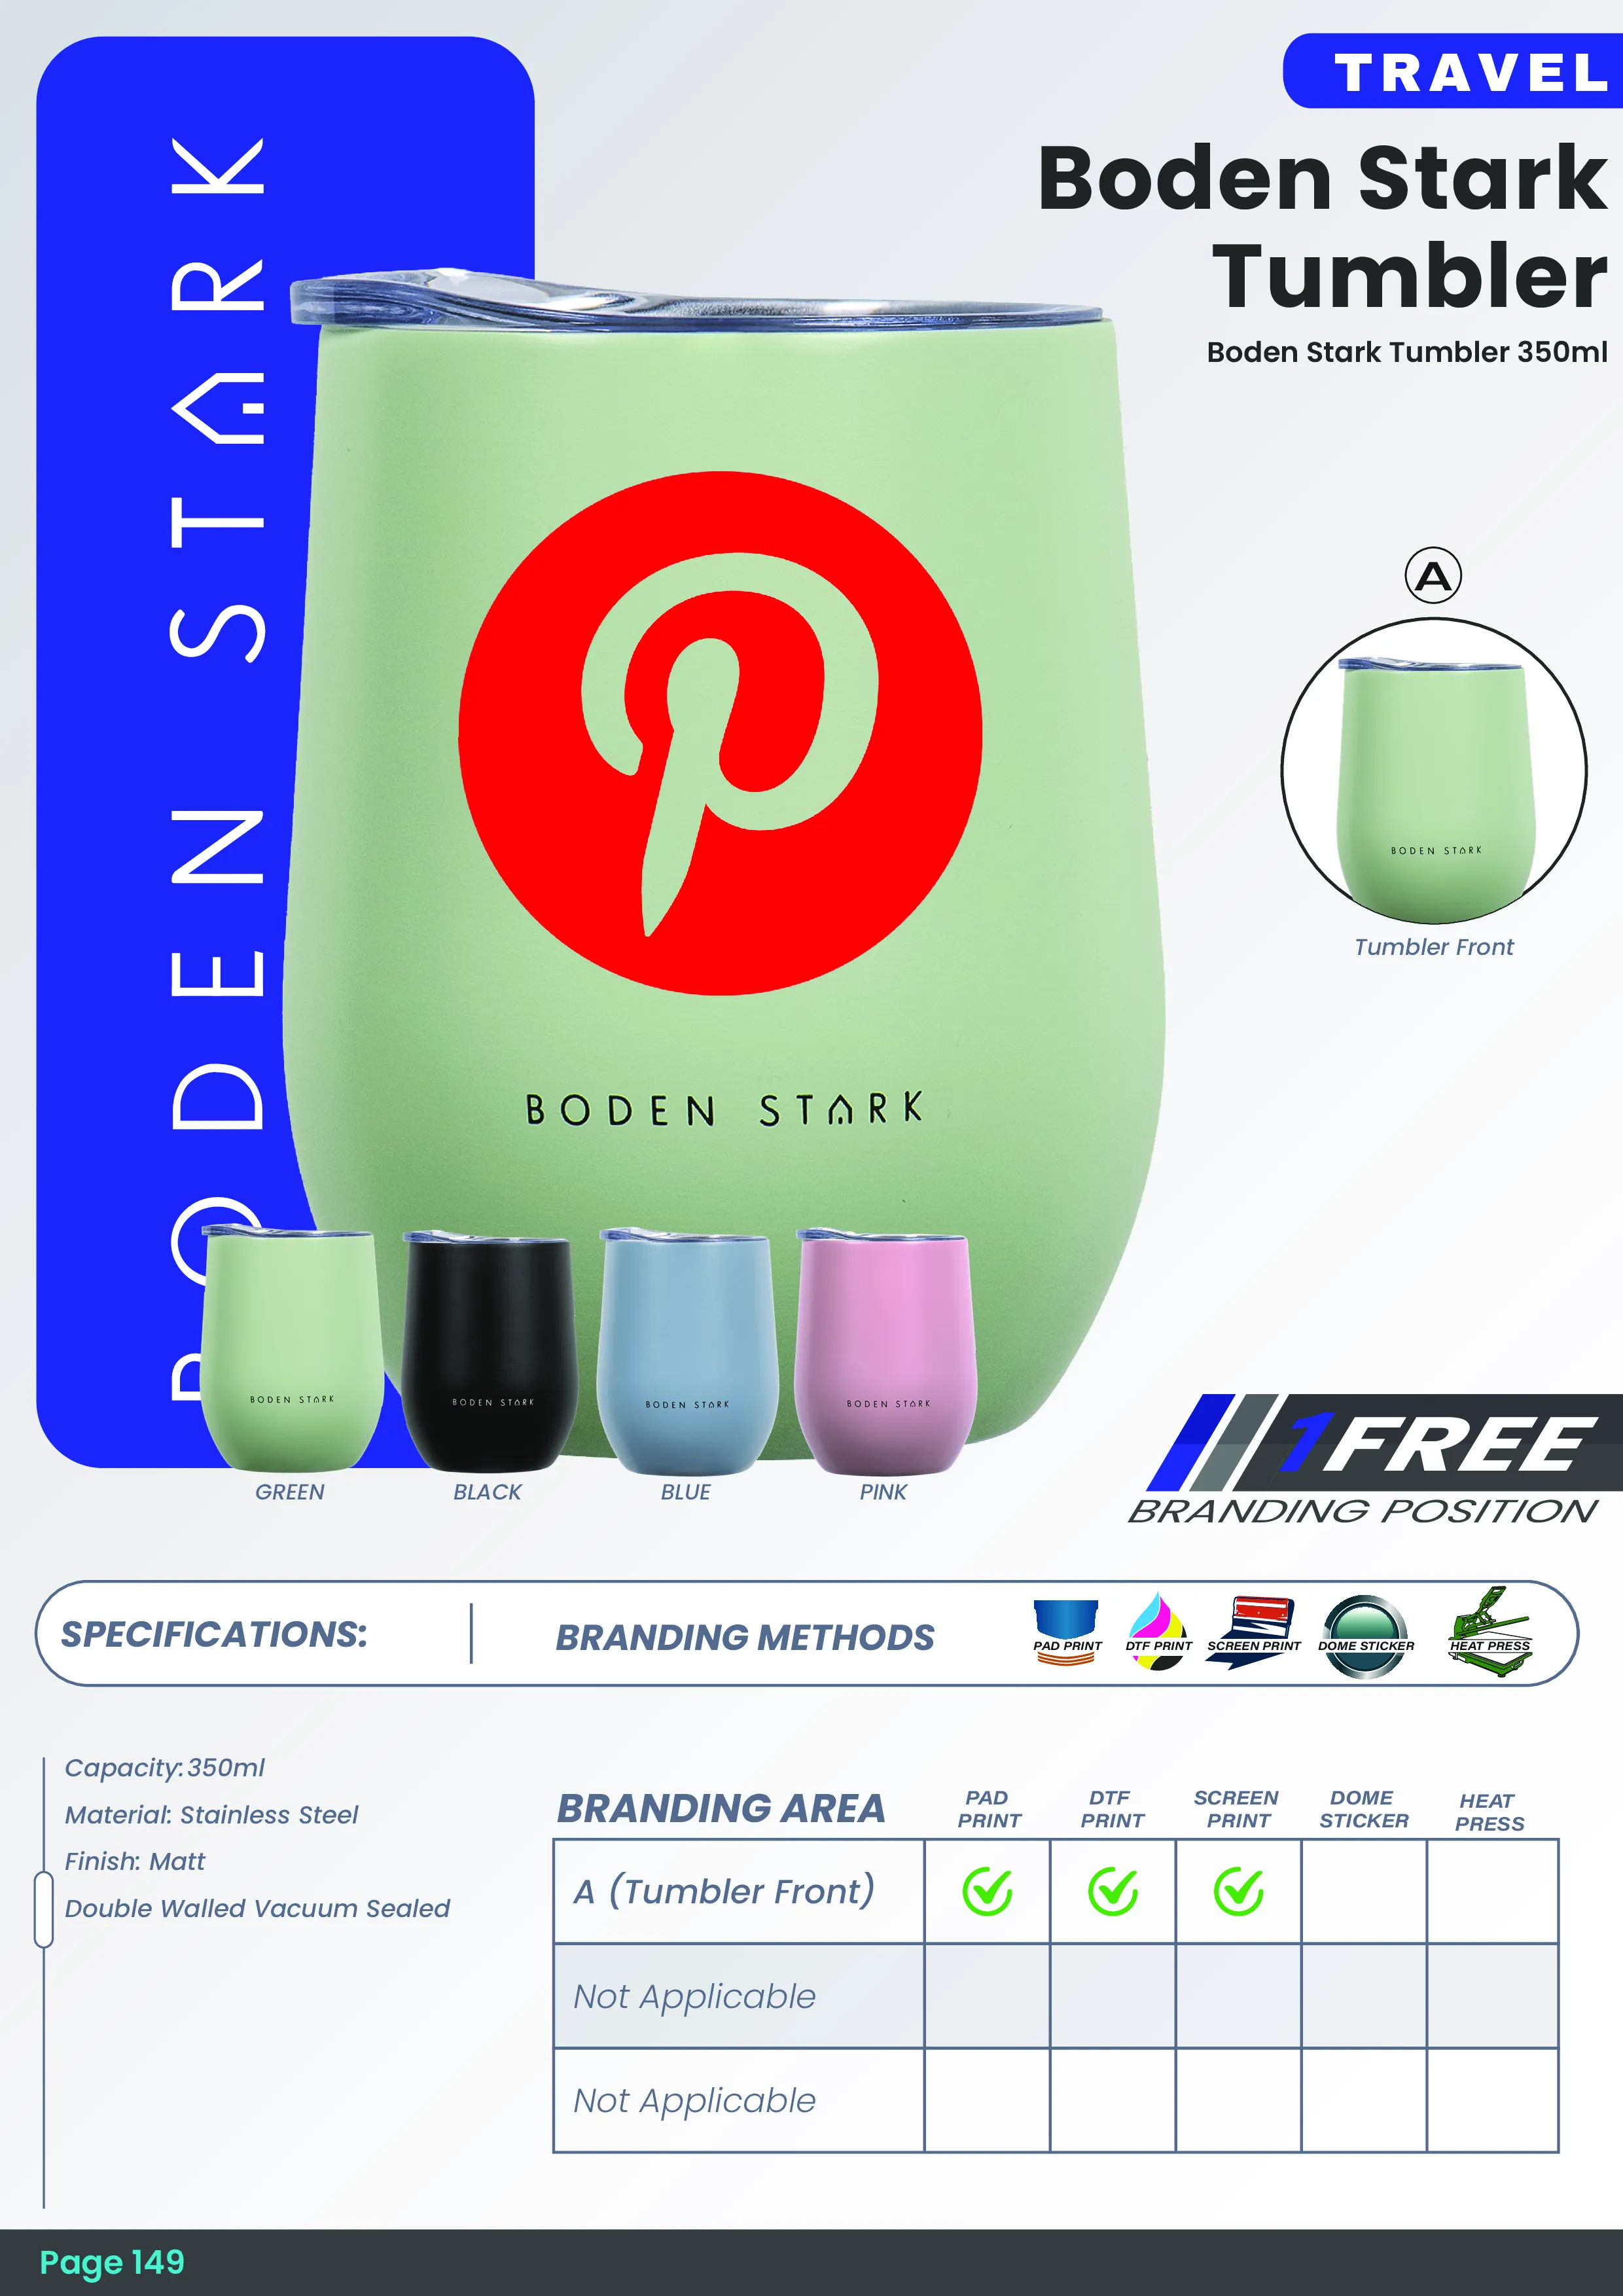 TRAVEL
Boden Stark
Tumbler
Boden Stark Tumbler 350ml
BODEN STARK
A
BODEN STARK
Tumbler Front
BODEN STARK
BODEN STARK
BODEN STARK
BODEN STARK
BODEN STARK
GREEN
BLACK
BLUE
PINK
1FREE
BRANDING POSITION
SPECIFICATIONS:
BRANDING METHODS
PAD PRINT
DTF PRINT
SCREEN PRINT
DOME STICKER
HEAT PRESS
Capacity:350ml
Material: Stainless Steel
Finish: Matt
Double Walled Vacuum Sealed
BRANDING AREA
PAD
PRINT
DTF
PRINT
SCREEN
PRINT
DOME
STICKER
HEAT
PRESS
A (Tumbler Front)
Not Applicable
Not Applicable
Page 149